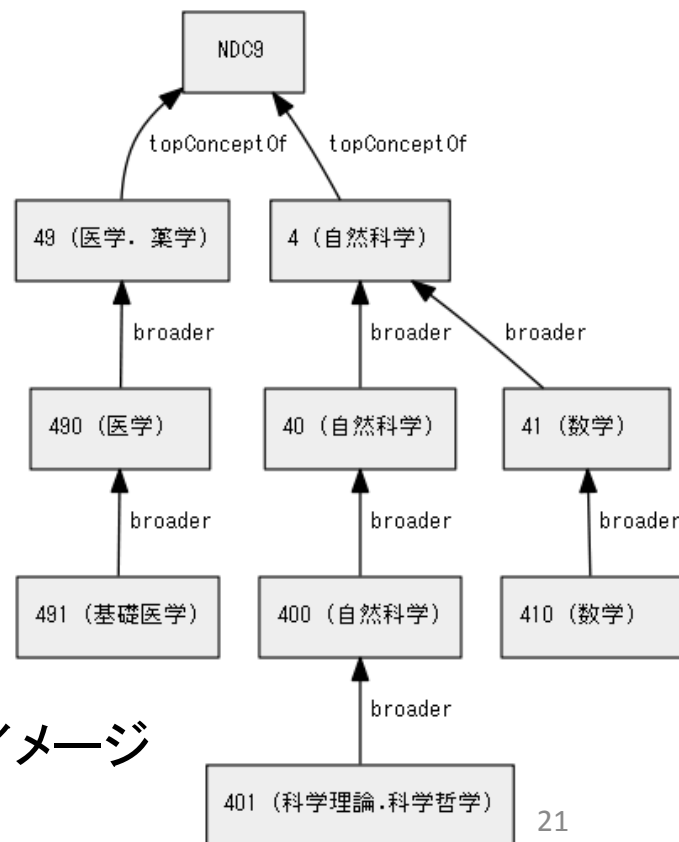 NDC9
topConceptOf
topConceptOf
49 (医学. 薬学)
4 (自然科学)
broader
broader
broader
490 (医学)
40 (自然科学)
41 (数学)
broader
broader
broader
491 (基礎医学)
400 (自然科学)
410 (数学)
broader
イメージ
401 (科学理論.科学哲学)
21